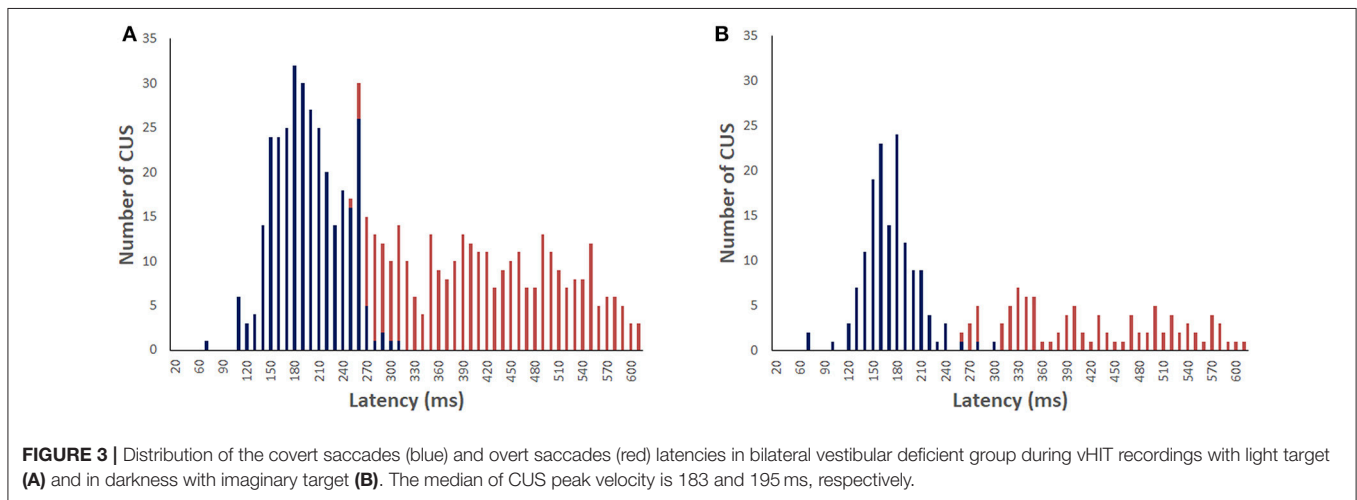 A
35
30
25
20
15
10
5
0
Number of CUS
20 60 90 120 150 180 210 240 270 300 330 360 390 420 450 480 510 540 570 600
Latency (ms)
B
35
30
25
20
15
10
5
0
Number of CUS
20 60 90 120 150 180 210 240 270 300 330 360 390 420 450 480 510 540 570 600
Latency (ms)
FIGURE 3 | Distribution of the covert saccades (blue) and overt saccades (red) latencies in bilateral vestibular deficient group during vHIT recordings with light target
(A) and in darkness with imaginary target (B). The median of CUS peak velocity is 183 and 195 ms, respectively.